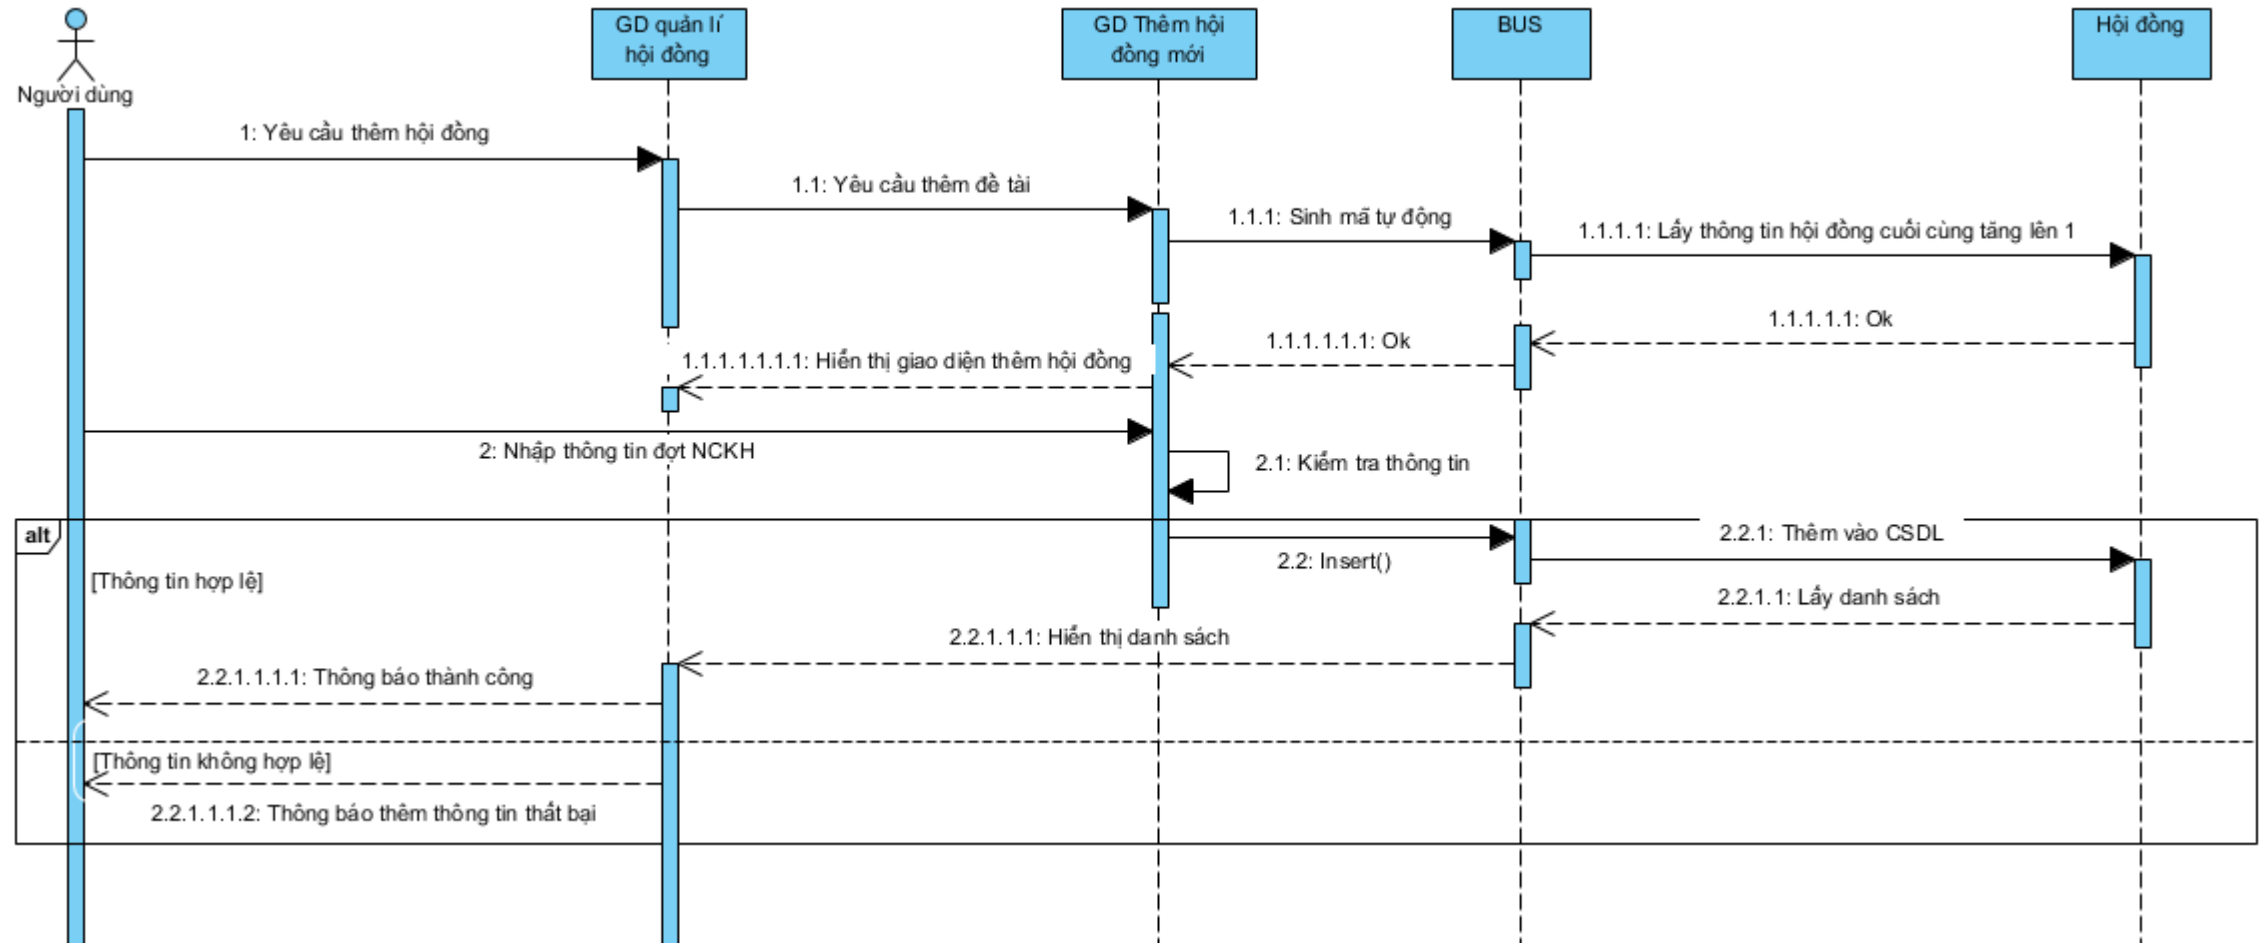 GD quản lí
hội đồng
GD Thêm hội
đồng mới
BUS
Hội đồng
Người dùng
1: Yêu cầu thêm hội đồng
1.1: Yêu cầu thêm đề tài
1.1.1: Sinh mã tự động
1.1.1.1: Lấy thông tin hội đồng cuối cùng tăng lên 1
1.1.1.1.1: Ok
1.1.1.1.1.1: Ok
1.1.1.1.1.1.1: Hiển thị giao diện thêm hội đồng
2: Nhập thông tin đợt NCKH
2.1: Kiểm tra thông tin
alt
2.2.1: Thêm vào CSDL
2.2: Insert()
[Thông tin hợp lệ]
2.2.1.1: Lấy danh sách
2.2.1.1.1: Hiển thị danh sách
2.2.1.1.1.1: Thông báo thành công
[Thông tin không hợp lệ]
2.2.1.1.1.2: Thông báo thêm thông tin thất bại